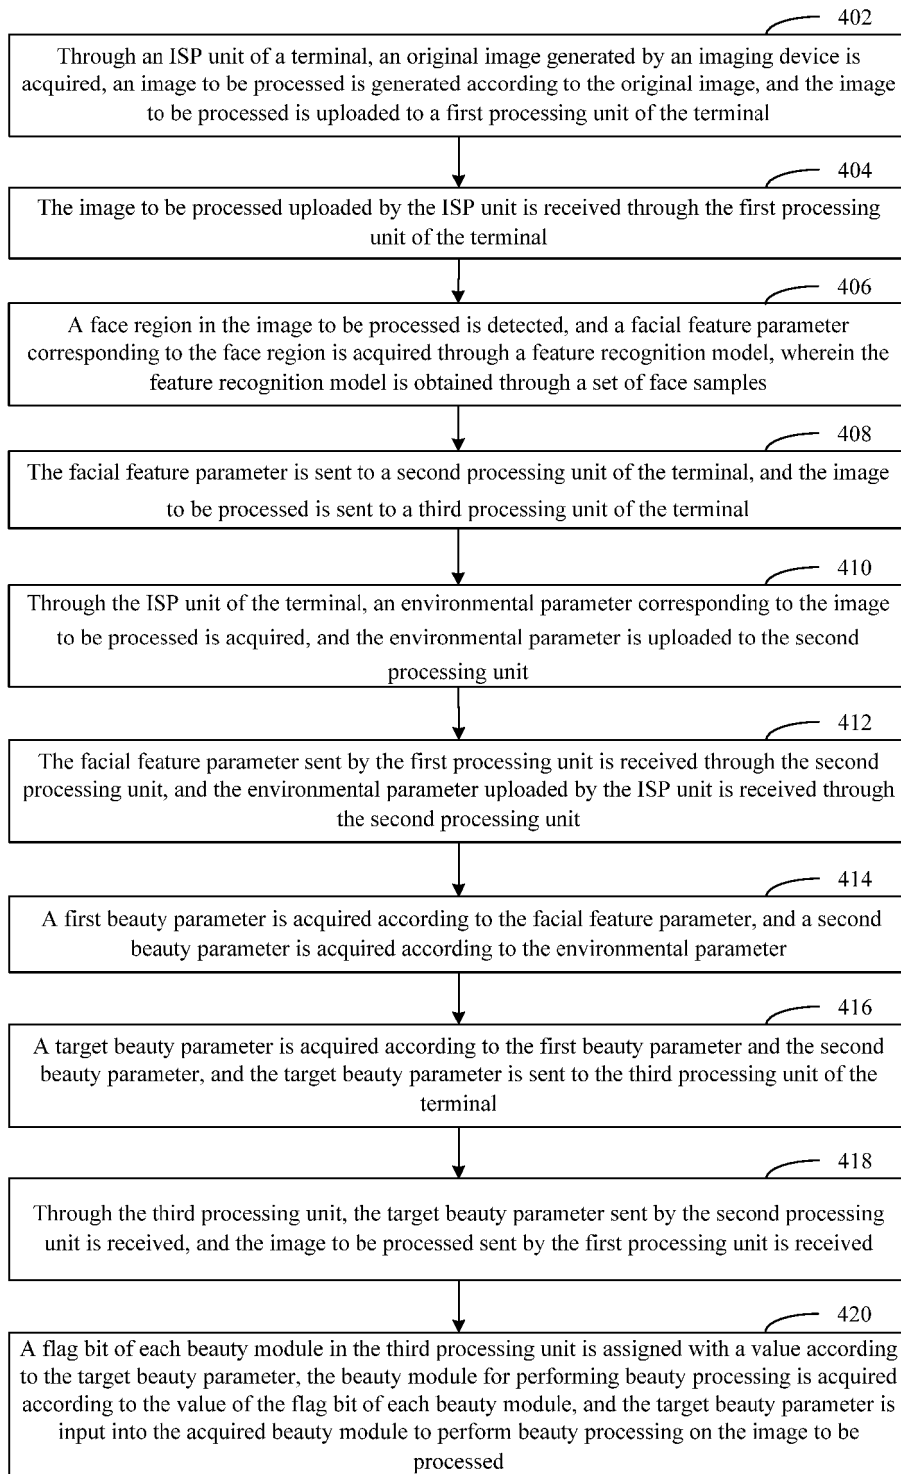 402
Through an ISP unit of a terminal, an original image generated by an imaging device is
acquired, an image to be processed is generated according to the original image, and the image
to be processed is uploaded to a first processing unit of the terminal
404
The image to be processed uploaded by the ISP unit is received through the first processing
unit of the terminal
406
A face region in the image to be processed is detected, and a facial feature parameter
corresponding to the face region is acquired through a feature recognition model, wherein the
feature recognition model is obtained through a set of face samples
408
The facial feature parameter is sent to a second processing unit of the terminal, and the image
to be processed is sent to a third processing unit of the terminal
410
Through the ISP unit of the terminal, an environmental parameter corresponding to the image
to be processed is acquired, and the environmental parameter is uploaded to the second
processing unit
412
The facial feature parameter sent by the first processing unit is received through the second
processing unit, and the environmental parameter uploaded by the ISP unit is received through
the second processing unit
414
A first beauty parameter is acquired according to the facial feature parameter, and a second
beauty parameter is acquired according to the environmental parameter
416
A target beauty parameter is acquired according to the first beauty parameter and the second
beauty parameter, and the target beauty parameter is sent to the third processing unit of the
terminal
418
Through the third processing unit, the target beauty parameter sent by the second processing
unit is received, and the image to be processed sent by the first processing unit is received
420
A flag bit of each beauty module in the third processing unit is assigned with a value according
to the target beauty parameter, the beauty module for performing beauty processing is acquired
according to the value of the flag bit of each beauty module, and the target beauty parameter is
input into the acquired beauty module to perform beauty processing on the image to be
processed